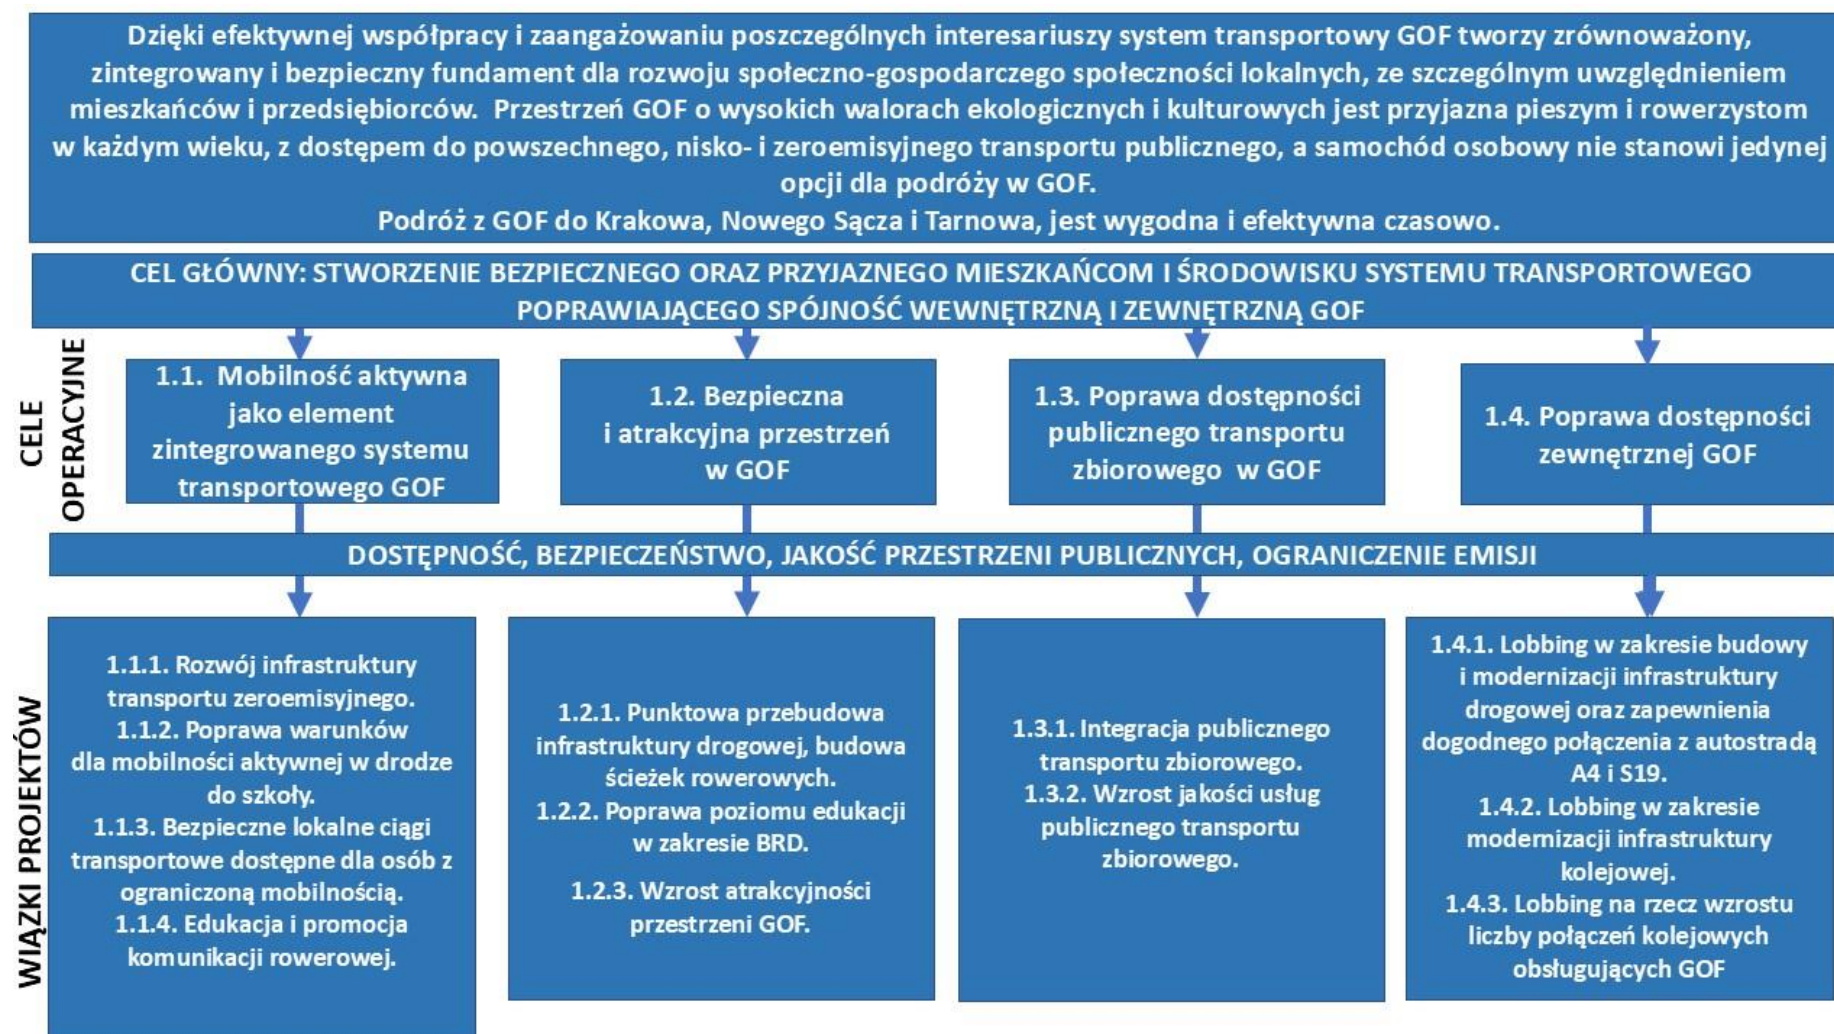 Dzięki efektywnej współpracy i zaangażowaniu poszczególnych interesariuszy system transportowy GOF tworzy zrównoważony,
zintegrowany i bezpieczny fundament dla rozwoju społeczno-gospodarczego społeczności lokalnych, ze szczególnym uwzględnieniem
mieszkańców i przedsiębiorców. Przestrzeń GOF o wysokich walorach ekologicznych i kulturowych jest przyjazna pieszym i rowerzystom
w każdym wieku, z dostępem do powszechnego, nisko- i zeroemisyjnego transportu publicznego, a samochód osobowy nie stanowi jedynej
opcji dla podróży w GOF.
Podróż z GOF do Krakowa, Nowego Sącza i Tarnowa, jest wygodna i efektywna czasowo.
CEL GŁÓWNY: STWORZENIE BEZPIECZNEGO ORAZ PRZYJAZNEGO MIESZKAŃCOM I ŚRODOWISKU SYSTEMU TRANSPORTOWEGO
POPRAWIAJĄCEGO SPÓJNOŚĆ WEWNĘTRZNĄ I ZEWNĘTRZNĄ GOF
CELE
OPERACYJNE
1.1. Mobilność aktywna
jako element
zintegrowanego systemu
transportowego GOF
1.2. Bezpieczna
i atrakcyjna przestrzeń
w GOF
1.3. Poprawa dostępności
publicznego transportu
zbiorowego w GOF
1.4. Poprawa dostępności
zewnętrznej GOF
DOSTĘPNOŚĆ, BEZPIECZEŃSTWO, JAKOŚĆ PRZESTRZENI PUBLICZNYCH, OGRANICZENIE EMISJI
WIĄZKI PROJEKTÓW
1.1.1. Rozwój infrastruktury
transportu zeroemisyjnego.
1.1.2. Poprawa warunków
dla mobilności aktywnej w drodze
do szkoły.
1.1.3. Bezpieczne lokalne ciągi
transportowe dostępne dla osób z
ograniczoną mobilnością.
1.1.4. Edukacja i promocja
komunikacji rowerowej.
1.2.1. Punktowa przebudowa
infrastruktury drogowej, budowa
ścieżek rowerowych.
1.2.2. Poprawa poziomu edukacji
w zakresie BRD.
1.2.3. Wzrost atrakcyjności
przestrzeni GOF.
1.3.1. Integracja publicznego
transportu zbiorowego.
1.3.2. Wzrost jakości usług
publicznego transportu
zbiorowego.
1.4.1. Lobbing w zakresie budowy
i modernizacji infrastruktury
drogowej oraz zapewnienia
dogodnego połączenia z autostradą
A4 i S19.
1.4.2. Lobbing w zakresie
modernizacji infrastruktury
kolejowej.
1.4.3. Lobbing na rzecz wzrostu
liczby połączeń kolejowych
obsługujących GOF